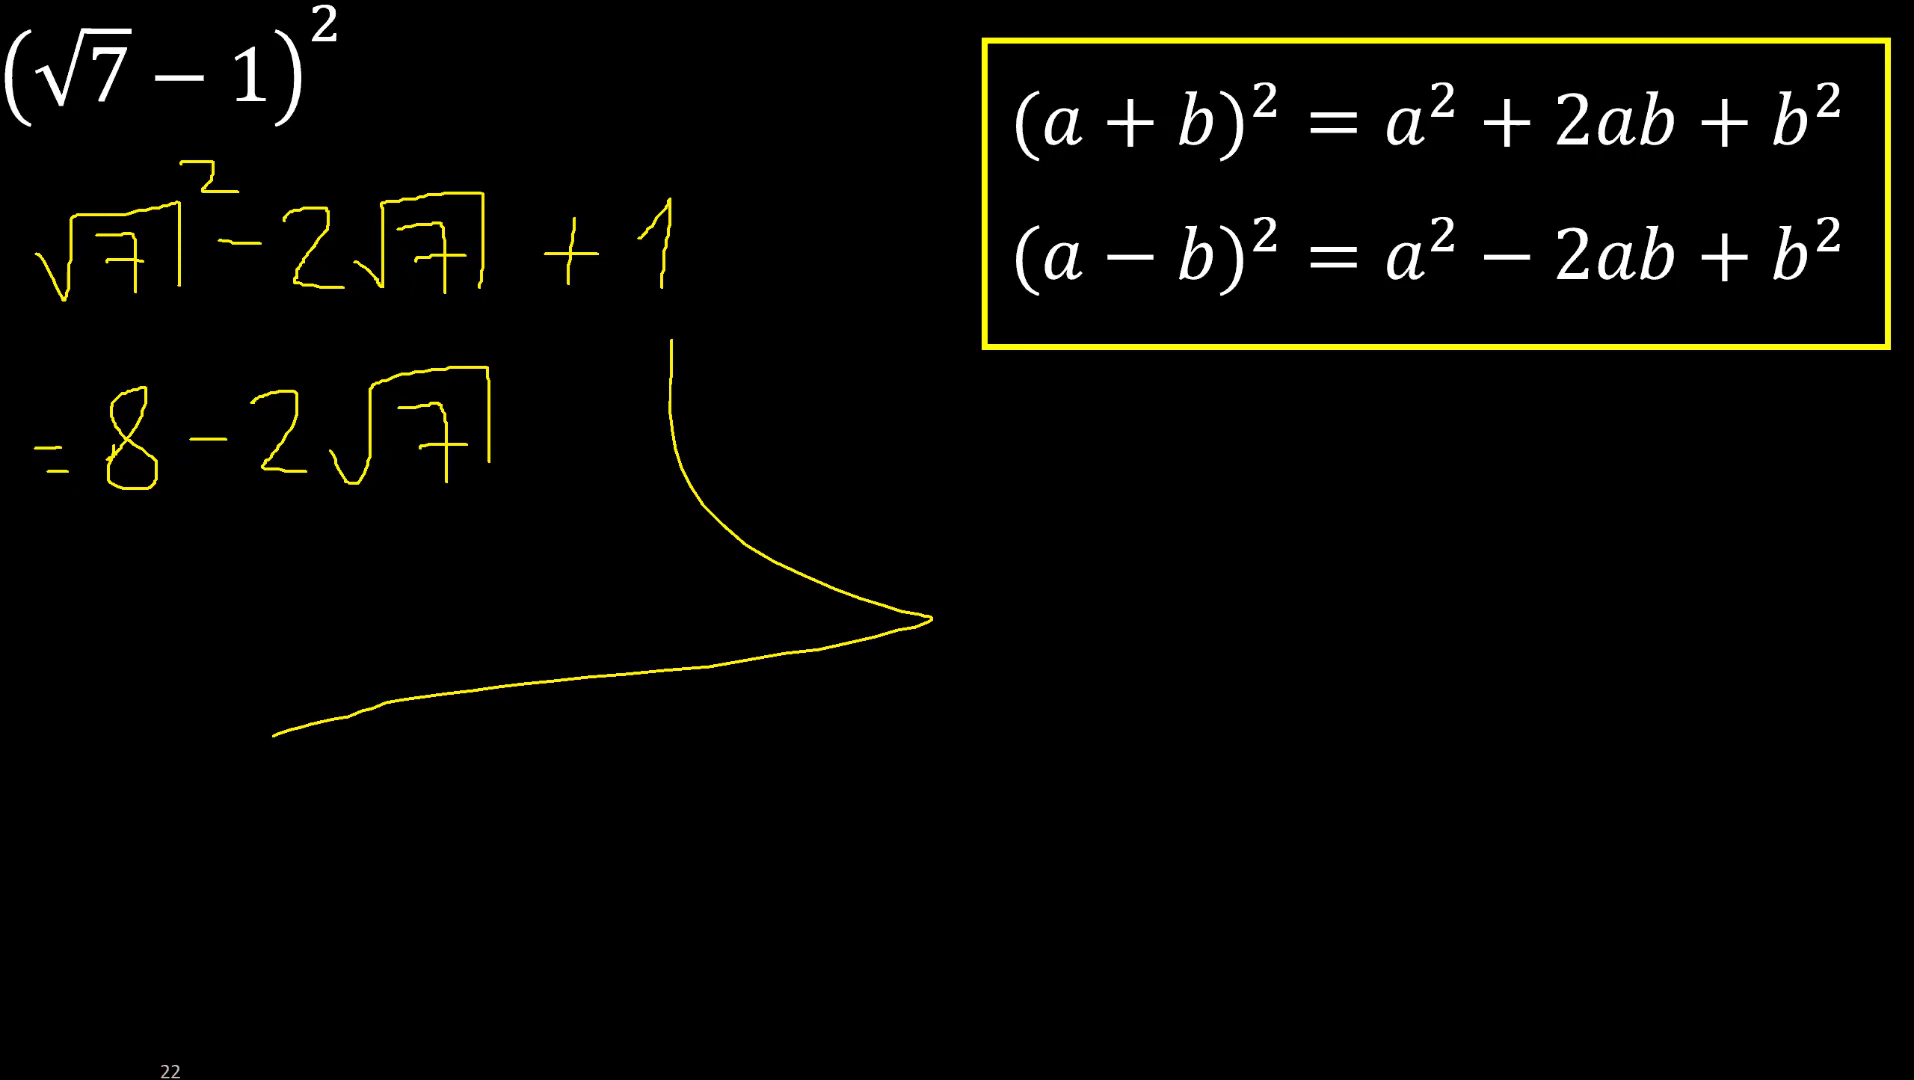 (√7 − 1)²
√7² − 2√7 + 1
= 8 − 2√7
(a + b)² = a² + 2ab + b²
(a − b)² = a² − 2ab + b²
22